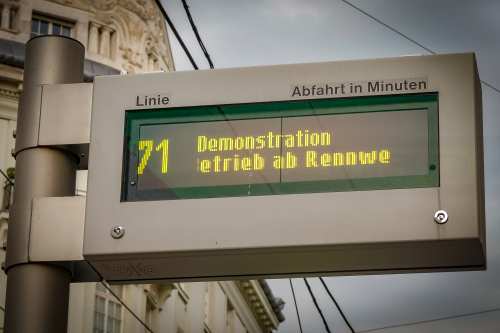 Linie
Abfahrt in Minuten
71 Demonstration
etrieb ab Rennwe